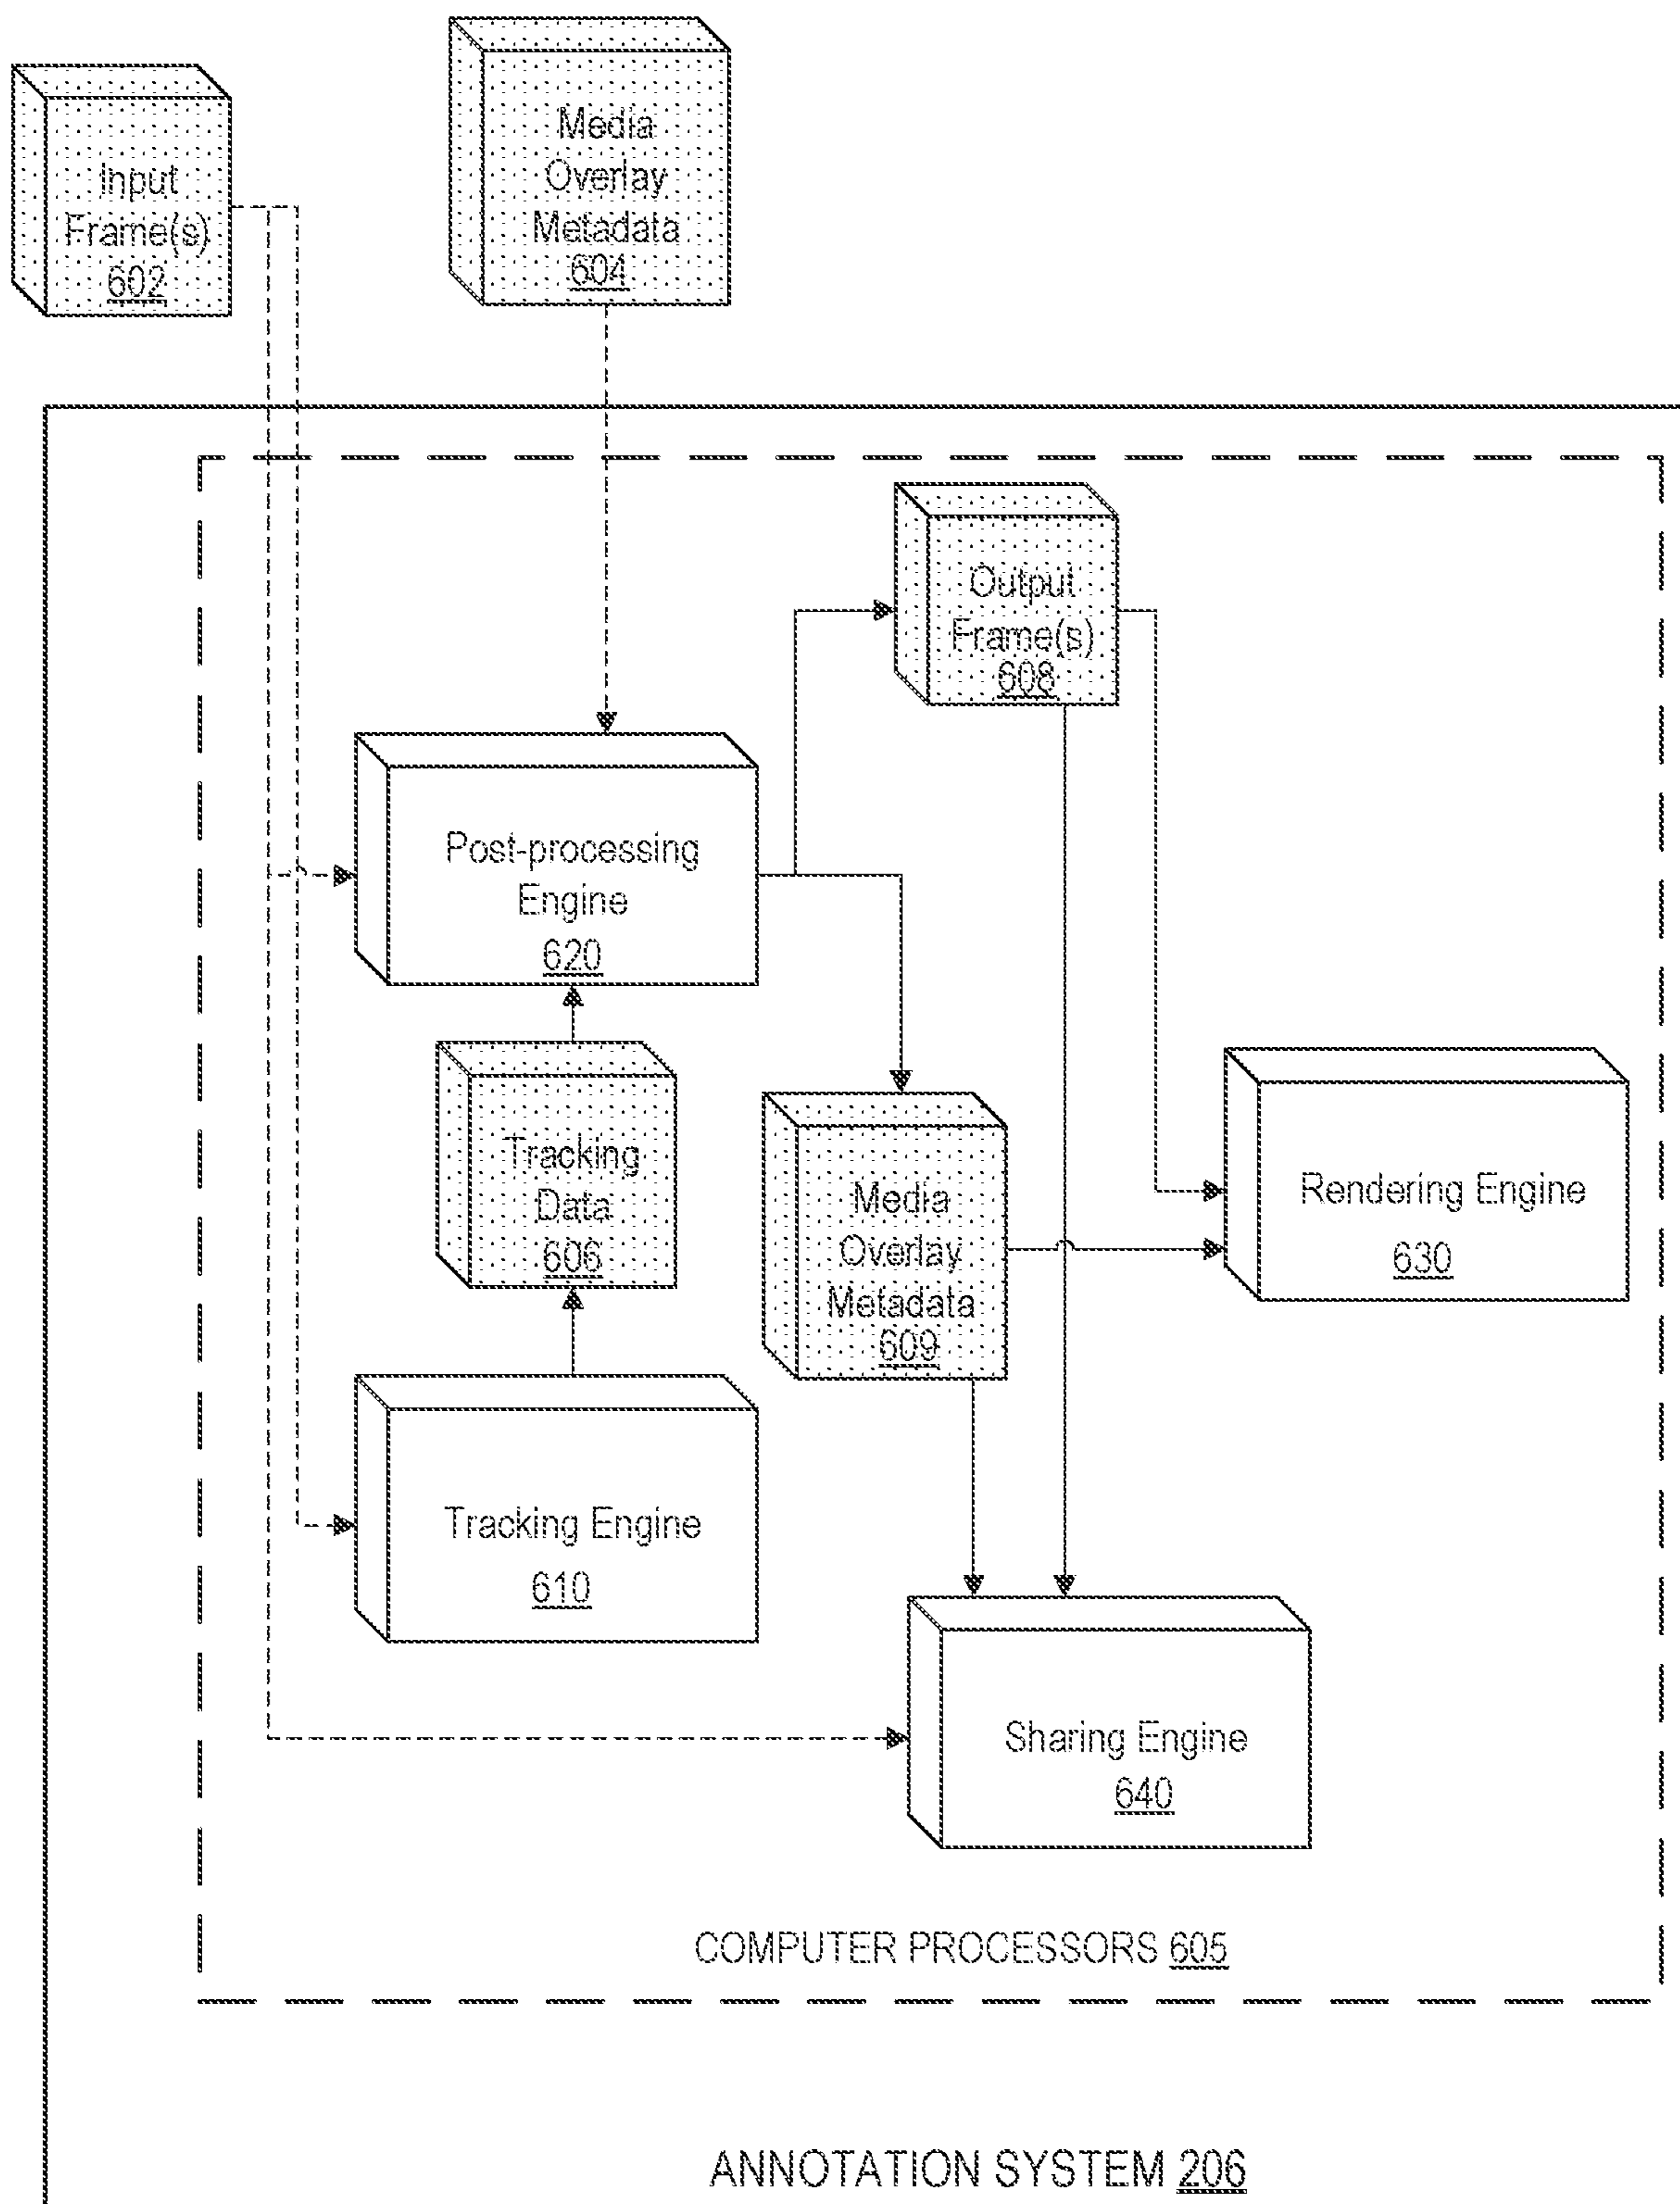 Input
Frame(s)
602
Media
Overlay
Metadata
604
Output
Frame(s)
608
Post-processing
Engine
620
Tracking
Data
606
Media
Overlay
Metadata
609
Rendering Engine
630
Tracking Engine
610
Sharing Engine
640
COMPUTER PROCESSORS 605
ANNOTATION SYSTEM 206